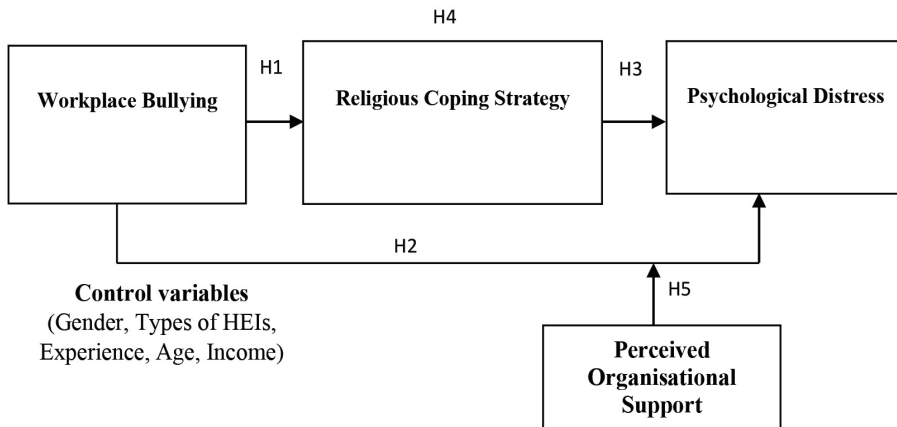 H4
H1
H3
Workplace Bullying
Religious Coping Strategy
Psychological Distress
H2
Control variables
(Gender, Types of HEIs,
Experience, Age, Income)
H5
Perceived
Organisational
Support